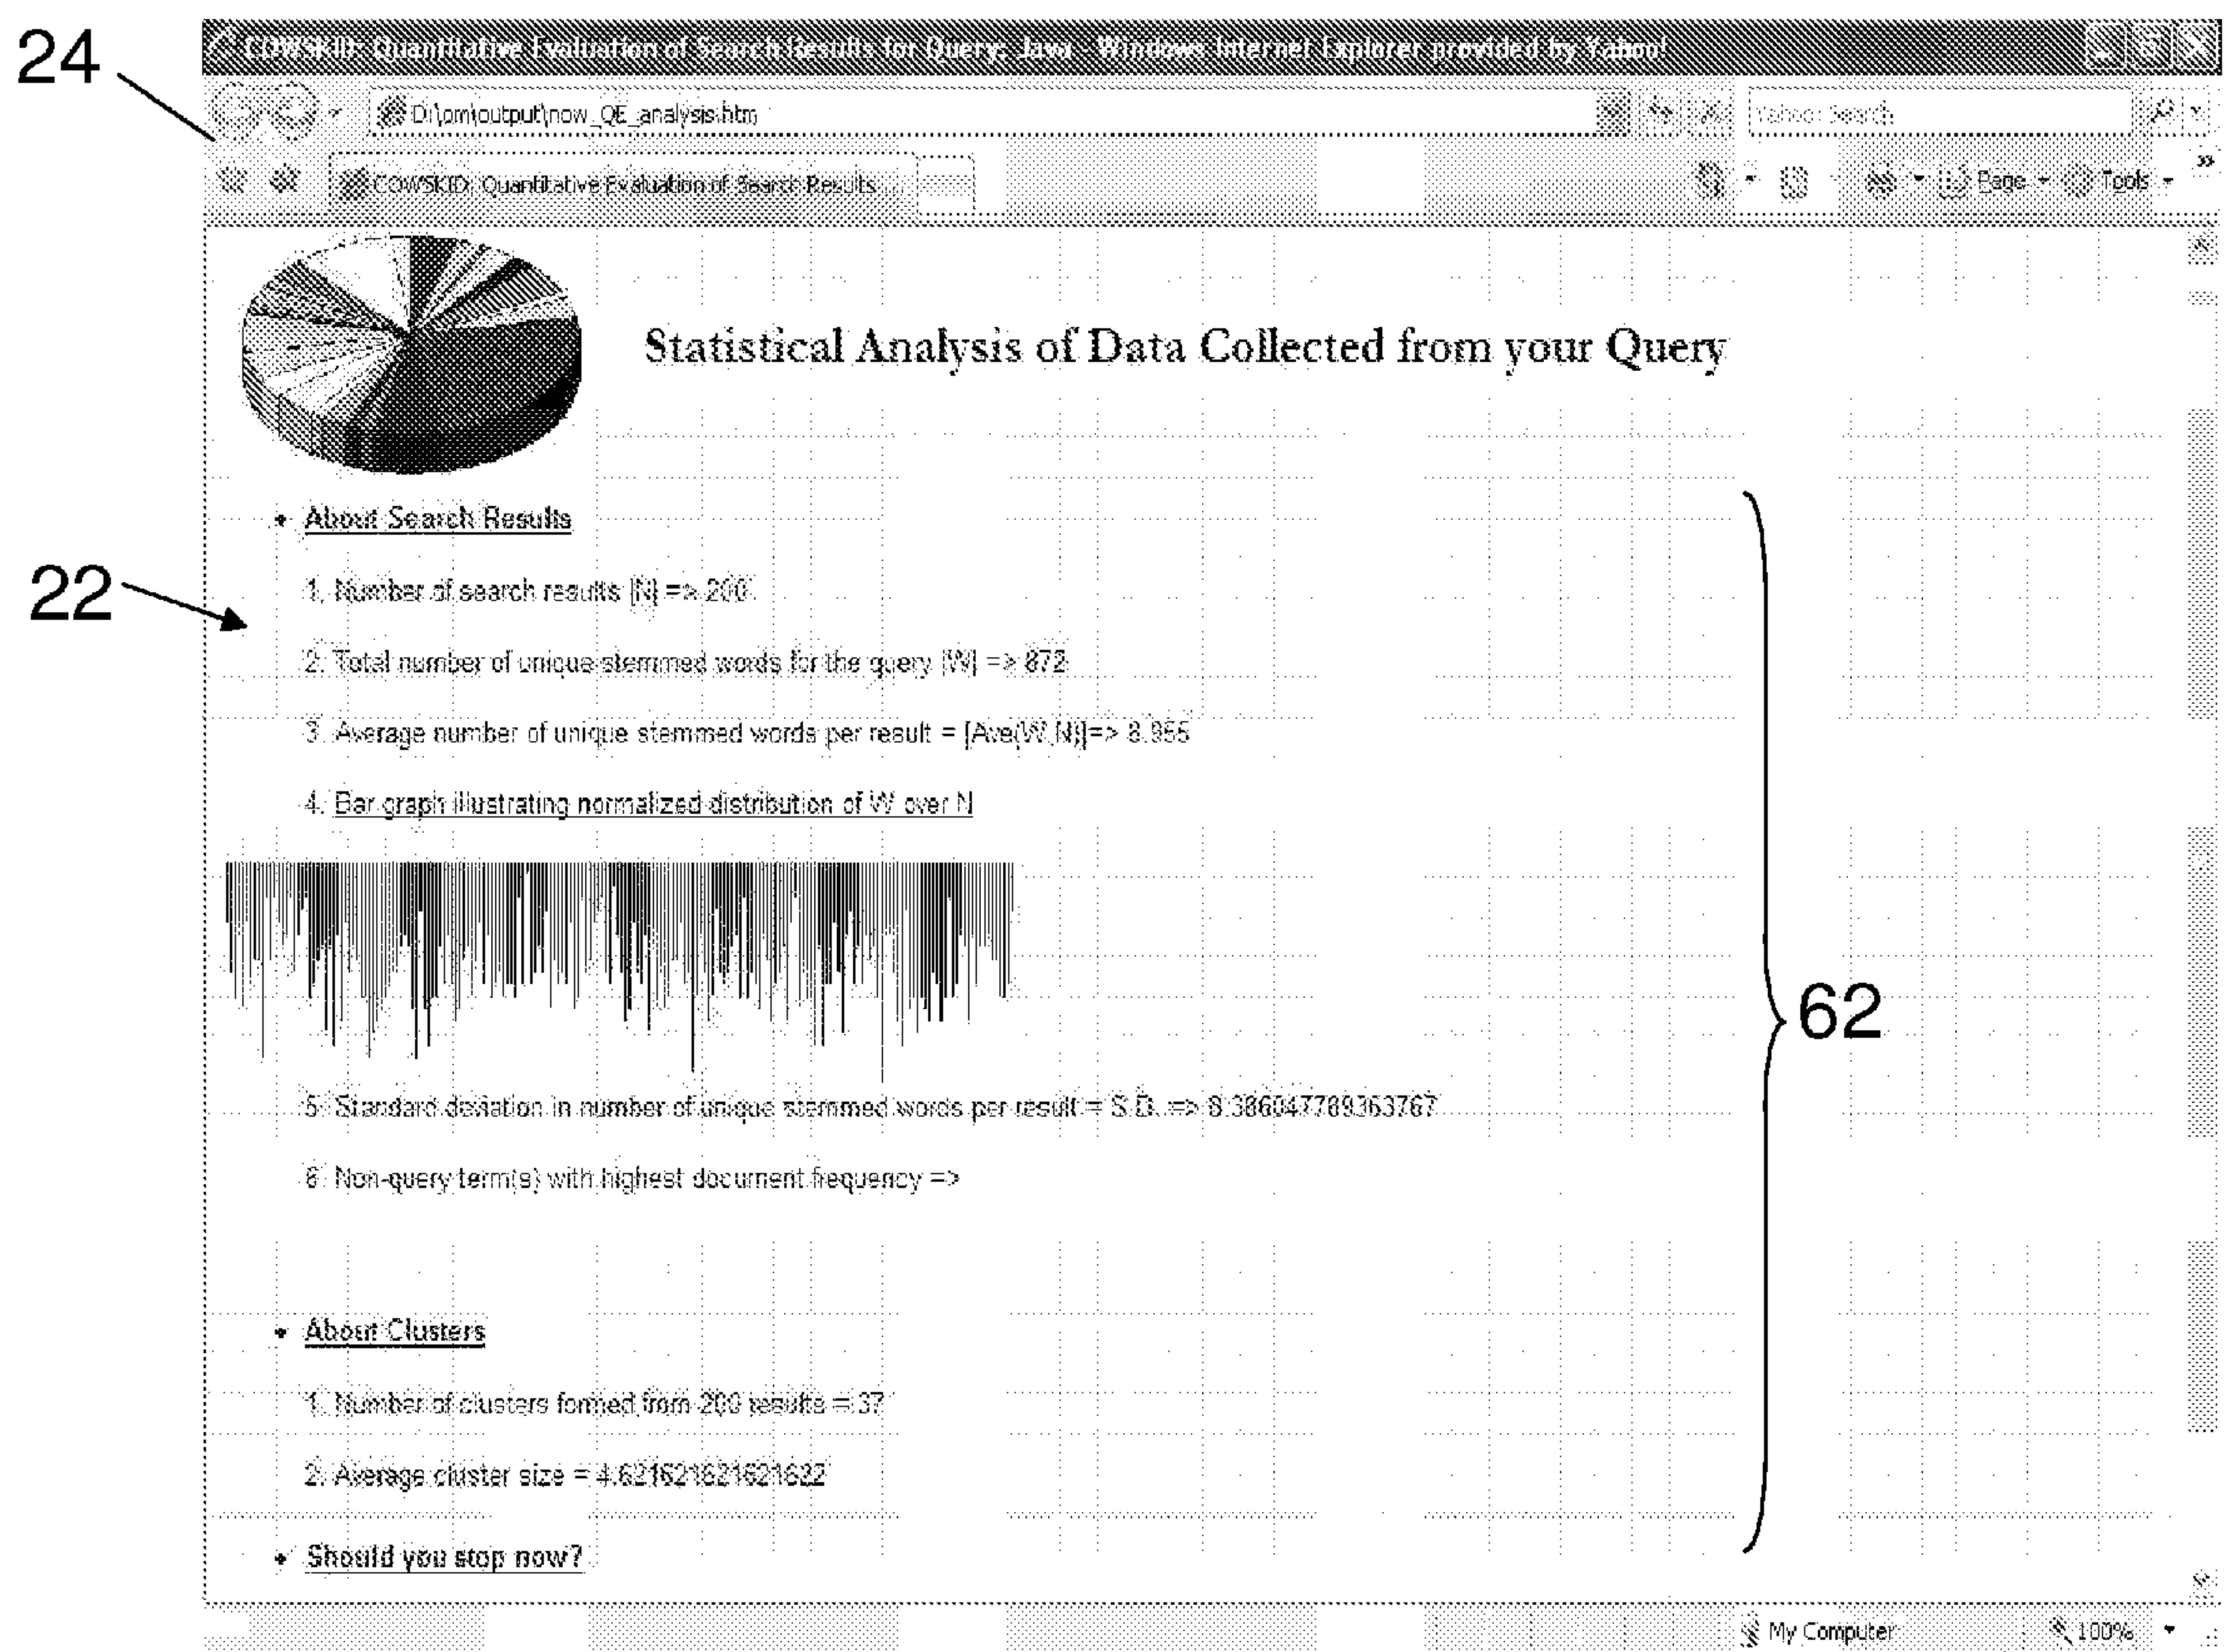 24
COWSKID: Quantitative Evaluation of Search Results for Query: Java - Windows Internet Explorer provided by Yahoo!
D:\om\output\now_QE_analysis.htm
Yahoo! Search
COWSKID: Quantitative Evaluation of Search Results ...
Page
Tools
»
Statistical Analysis of Data Collected from your Query
• About Search Results
22
1. Number of search results |N| => 200
2. Total number of unique stemmed words for the query |W| => 872
3. Average number of unique stemmed words per result = [Ave(W,N)]=> 8.955
4. Bar graph illustrating normalized distribution of W over N
62
5. Standard deviation in number of unique stemmed words per result = S.D. => 8.386047789363767
6. Non-query term(s) with highest document frequency =>
• About Clusters
1. Number of clusters formed from 200 results = 37
2. Average cluster size = 4.621621621621622
• Should you stop now?
My Computer
100%